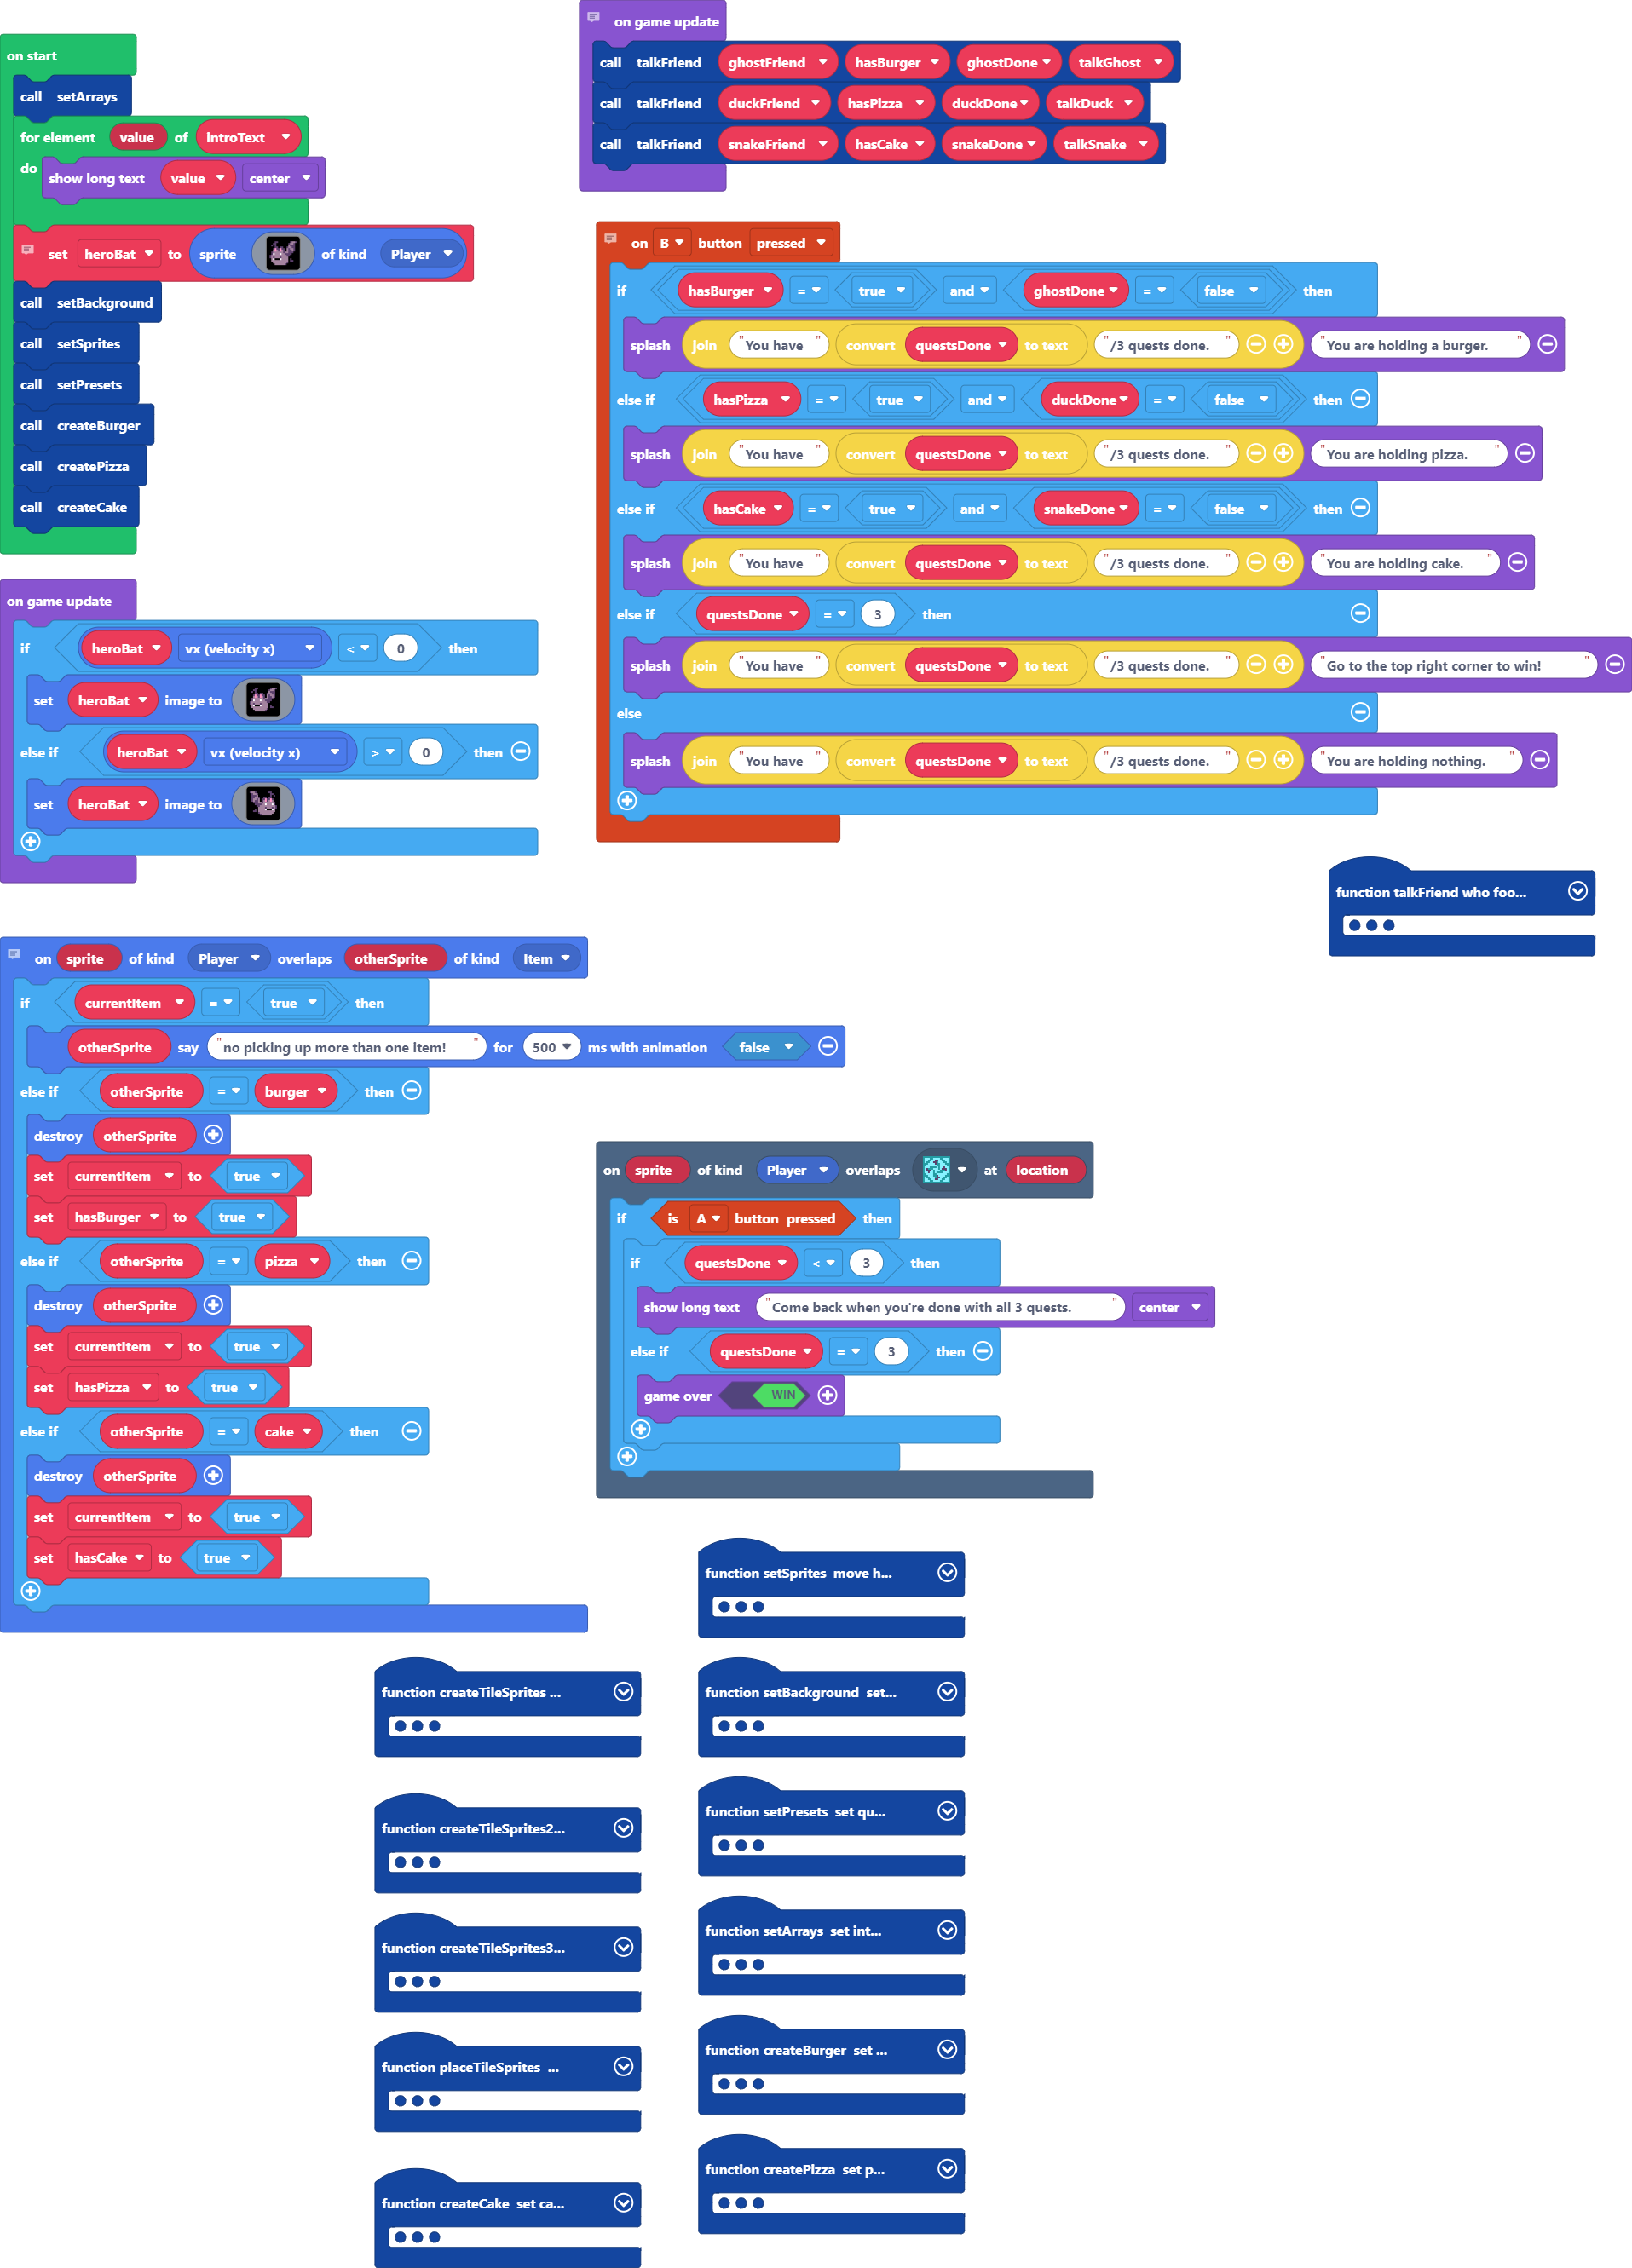 on start
call setArrays
for element value of introText
do show long text value center
set heroBat to sprite of kind Player
call setBackground
call setSprites
call setPresets
call createBurger
call createPizza
call createCake
on game update
if heroBat vx (velocity x) < 0 then
set heroBat image to
else if heroBat vx (velocity x) > 0 then
set heroBat image to
on game update
call talkFriend ghostFriend hasBurger ghostDone talkGhost
call talkFriend duckFriend hasPizza duckDone talkDuck
call talkFriend snakeFriend hasCake snakeDone talkSnake
on B button pressed
if hasBurger = true and ghostDone = false then
splash join "You have " convert questsDone to text "/3 quests done. " "You are holding a burger. "
else if hasPizza = true and duckDone = false then
splash join "You have " convert questsDone to text "/3 quests done. " "You are holding pizza. "
else if hasCake = true and snakeDone = false then
splash join "You have " convert questsDone to text "/3 quests done. " "You are holding cake. "
else if questsDone = 3 then
splash join "You have " convert questsDone to text "/3 quests done. " "Go to the top right corner to win! "
else
splash join "You have " convert questsDone to text "/3 quests done. " "You are holding nothing. "
function talkFriend who foo...
on sprite of kind Player overlaps otherSprite of kind Item
if currentItem = true then
otherSprite say "no picking up more than one item! " for 500 ms with animation false
else if otherSprite = burger then
destroy otherSprite
set currentItem to true
set hasBurger to true
else if otherSprite = pizza then
destroy otherSprite
set currentItem to true
set hasPizza to true
else if otherSprite = cake then
destroy otherSprite
set currentItem to true
set hasCake to true
on sprite of kind Player overlaps at location
if is A button pressed then
if questsDone < 3 then
show long text "Come back when you're done with all 3 quests. " center
else if questsDone = 3 then
game over WIN
function setSprites move h...
function createTileSprites ...
function setBackground set...
function createTileSprites2...
function setPresets set qu...
function createTileSprites3...
function setArrays set int...
function placeTileSprites ...
function createBurger set ...
function createCake set ca...
function createPizza set p...